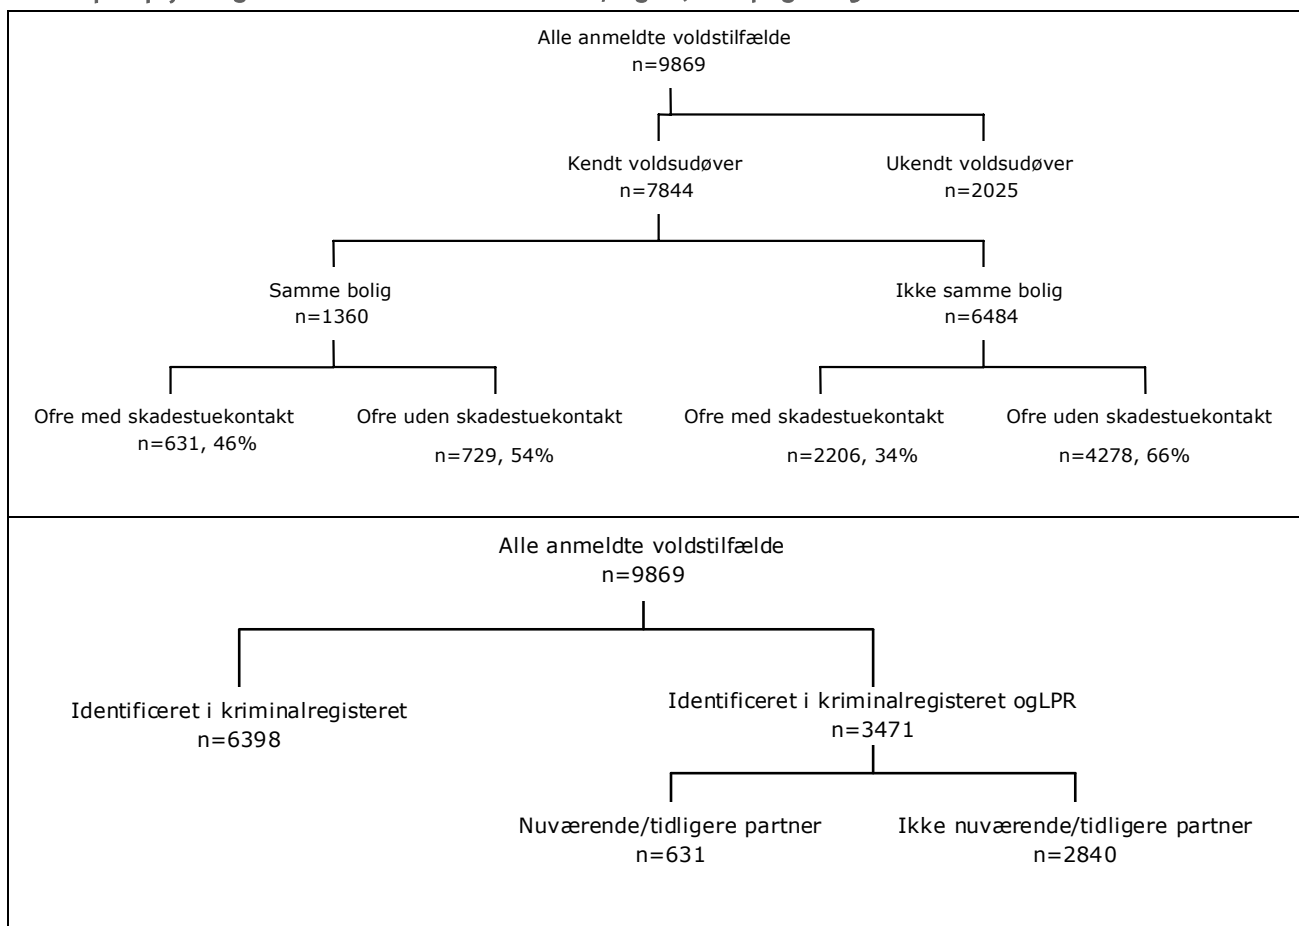 Alle anmeldte voldstilfælde
n=9869
Kendt voldsudøver
n=7844
Ukendt voldsudøver
n=2025
Samme bolig
n=1360
Ikke samme bolig
n=6484
Ofre med skadestuekontakt
n=631, 46%
Ofre uden skadestuekontakt
n=729, 54%
Ofre med skadestuekontakt
n=2206, 34%
Ofre uden skadestuekontakt
n=4278, 66%
Alle anmeldte voldstilfælde
n=9869
Identificeret i kriminalregisteret
n=6398
Identificeret i kriminalregisteret ogLPR
n=3471
Nuværende/tidligere partner
n=631
Ikke nuværende/tidligere partner
n=2840